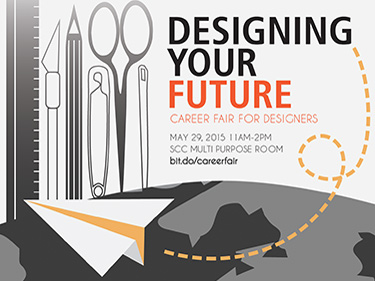 DESIGNING
YOUR
FUTURE
CAREER FAIR FOR DESIGNERS
MAY 29, 2015 11AM-2PM
SCC MULTI PURPOSE ROOM
bit.do/careerfair